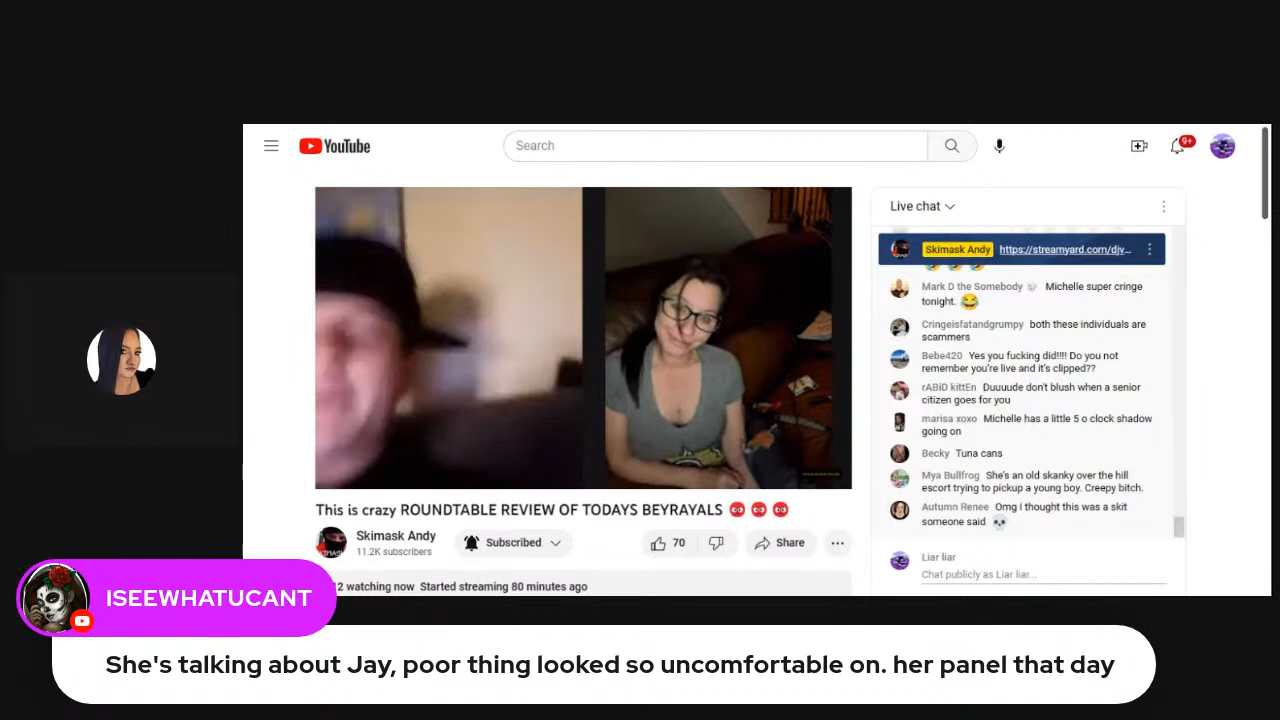 YouTube
Search
9+
Live chat
Skimask Andy https://streamyard.com/djv...
Mark D the Somebody Michelle super cringe
tonight.
Cringeisfatandgrumpy both these individuals are
scammers
Bebe420 Yes you fucking did!!!! Do you not
remember you're live and it's clipped??
rABiD kittEn Duuuude don't blush when a senior
citizen goes for you
marisa xoxo Michelle has a little 5 o clock shadow
going on
Becky Tuna cans
Mya Bullfrog She's an old skanky over the hill
escort trying to pickup a young boy. Creepy bitch.
Autumn Renee Omg I thought this was a skit
someone said
Liar liar
Chat publicly as Liar liar...
This is crazy ROUNDTABLE REVIEW OF TODAYS BEYRAYALS
Skimask Andy
11.2K subscribers
Subscribed
70
Share
2 watching now Started streaming 80 minutes ago
ISEEWHATUCANT
She's talking about Jay, poor thing looked so uncomfortable on. her panel that day